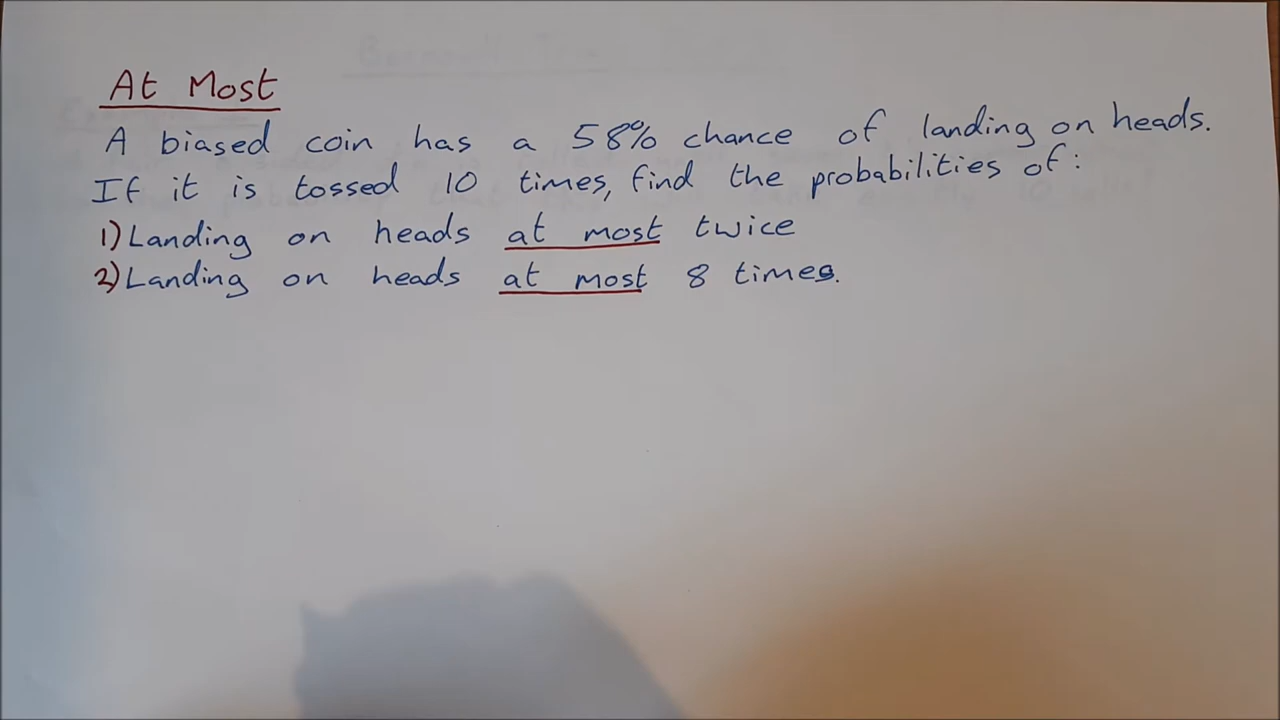 At Most
A biased coin has a 58% chance of landing on heads.
If it is tossed 10 times, find the probabilities of:
1) Landing on heads at most twice
2) Landing on heads at most 8 times.